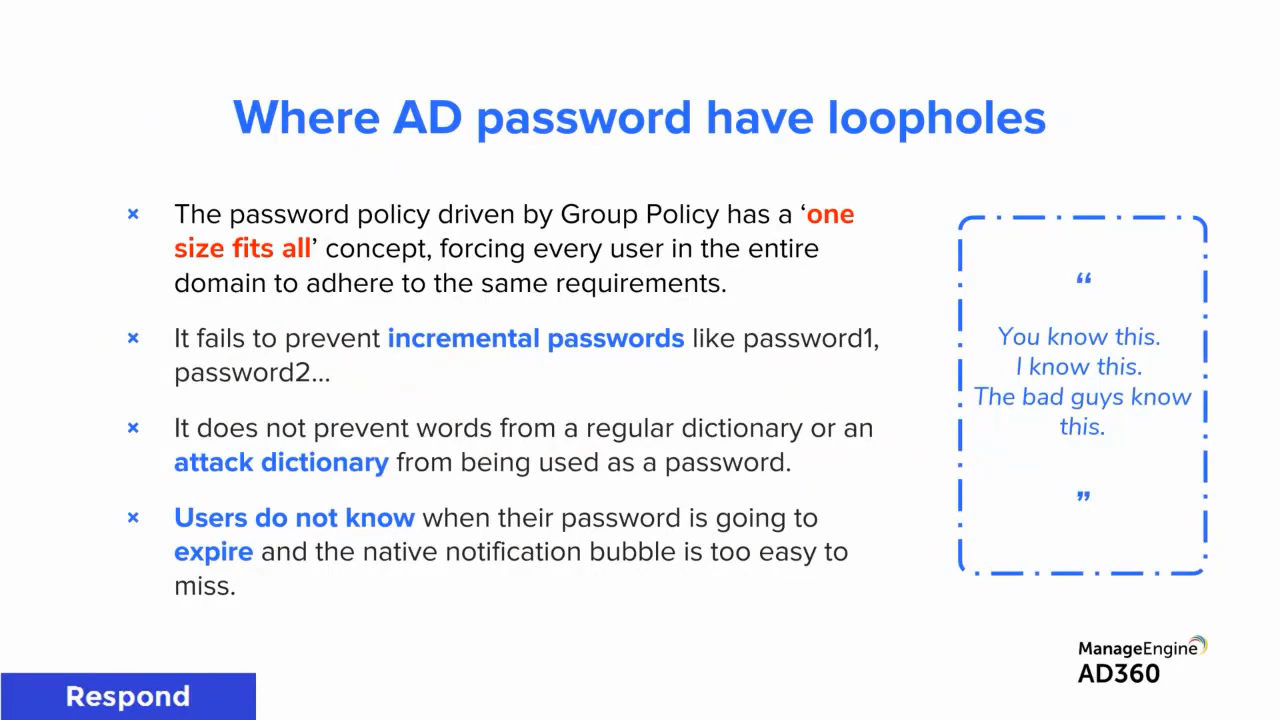 Where AD password have loopholes
× The password policy driven by Group Policy has a ‘one
size fits all’ concept, forcing every user in the entire
domain to adhere to the same requirements.
× It fails to prevent incremental passwords like password1,
password2...
× It does not prevent words from a regular dictionary or an
attack dictionary from being used as a password.
× Users do not know when their password is going to
expire and the native notification bubble is too easy to
miss.
“
You know this.
I know this.
The bad guys know
this.
”
ManageEngine
AD360
Respond